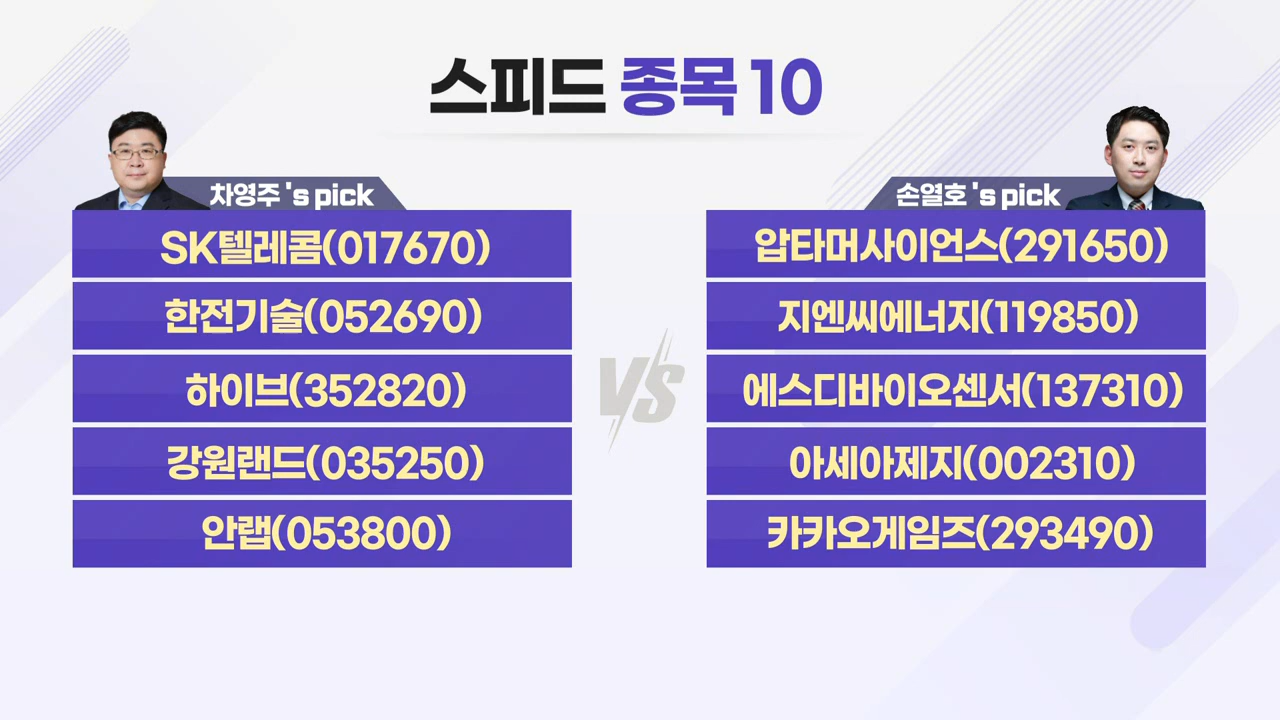 스피드 종목 10
차영주 's pick
SK텔레콤(017670)
한전기술(052690)
하이브(352820)
강원랜드(035250)
안랩(053800)
VS
손열호 's pick
압타머사이언스(291650)
지엔씨에너지(119850)
에스디바이오센서(137310)
아세아제지(002310)
카카오게임즈(293490)